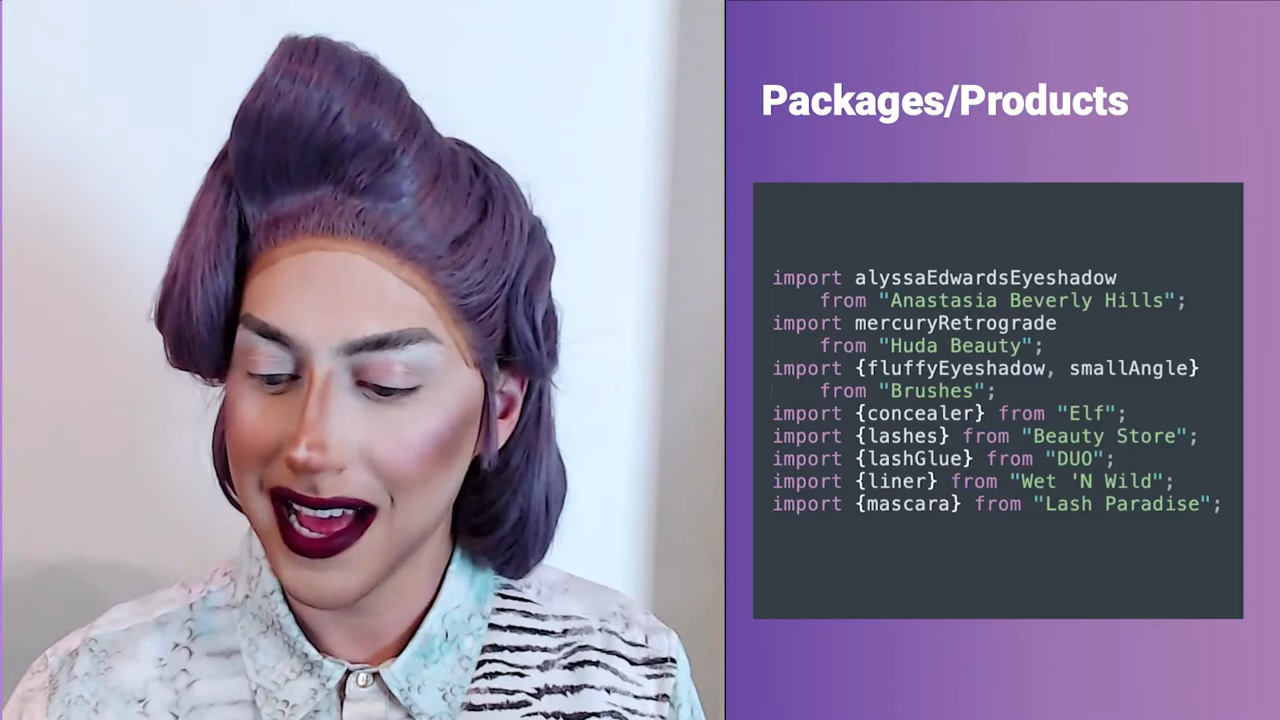 Packages/Products
import alyssaEdwardsEyeshadow
    from "Anastasia Beverly Hills";
import mercuryRetrograde
    from "Huda Beauty";
import {fluffyEyeshadow, smallAngle}
    from "Brushes";
import {concealer} from "Elf";
import {lashes} from "Beauty Store";
import {lashGlue} from "DUO";
import {liner} from "Wet 'N Wild";
import {mascara} from "Lash Paradise";